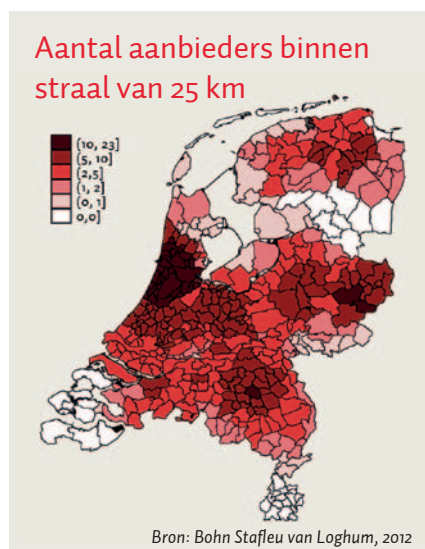 Aantal aanbieders binnen
straal van 25 km
(10, 23]
(5, 10]
(2,5]
(1, 2]
(0, 1]
0,0]
Bron: Bohn Stafleu van Loghum, 2012